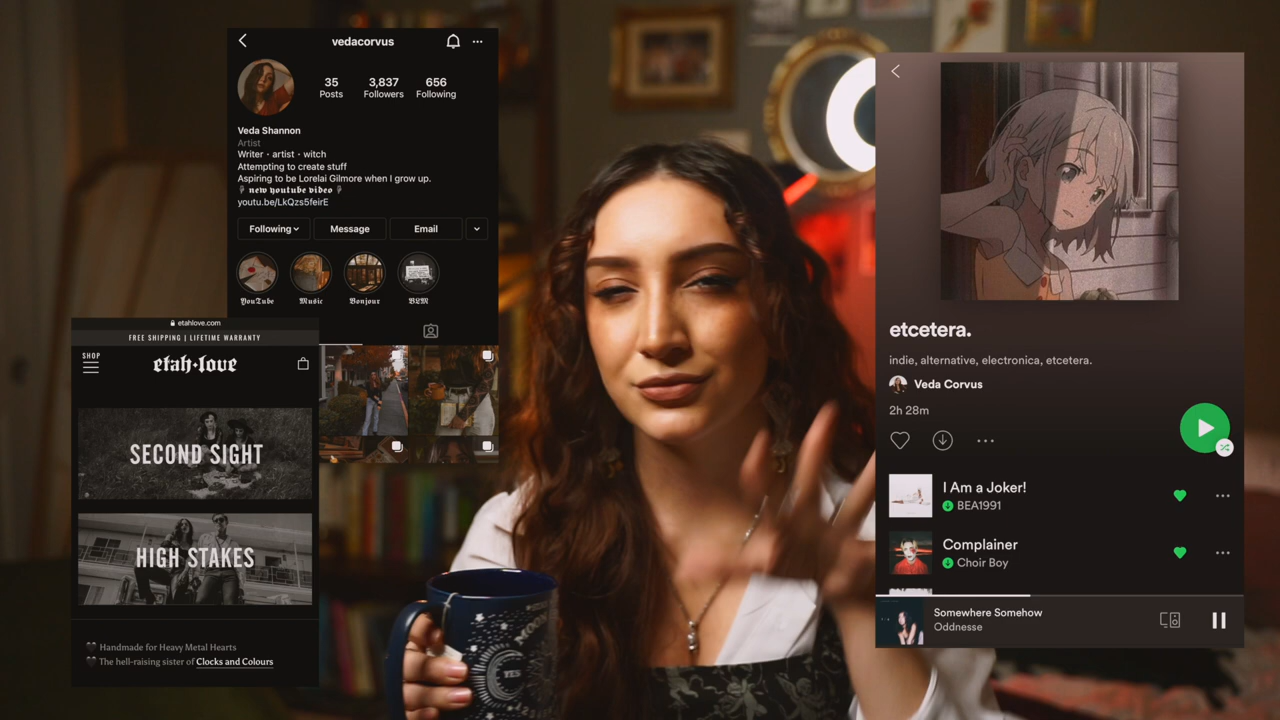 vedacorvus
35 3,837 656
Posts Followers Following
Veda Shannon
Artist
Writer • artist • witch
Attempting to create stuff
Aspiring to be Lorelai Gilmore when I grow up.
new youtube video
youtu.be/LkQzs5feirE
Following Message Email
YouTube Music Bonjour BLM
etahlove.com
FREE SHIPPING | LIFETIME WARRANTY
SHOP
etah•love
SECOND SIGHT
HIGH STAKES
Handmade for Heavy Metal Hearts
The hell-raising sister of Clocks and Colours
MOON
YES
etcetera.
indie, alternative, electronica, etcetera.
Veda Corvus
2h 28m
I Am a Joker!
BEA1991
Complainer
Choir Boy
Somewhere Somehow
Oddnesse